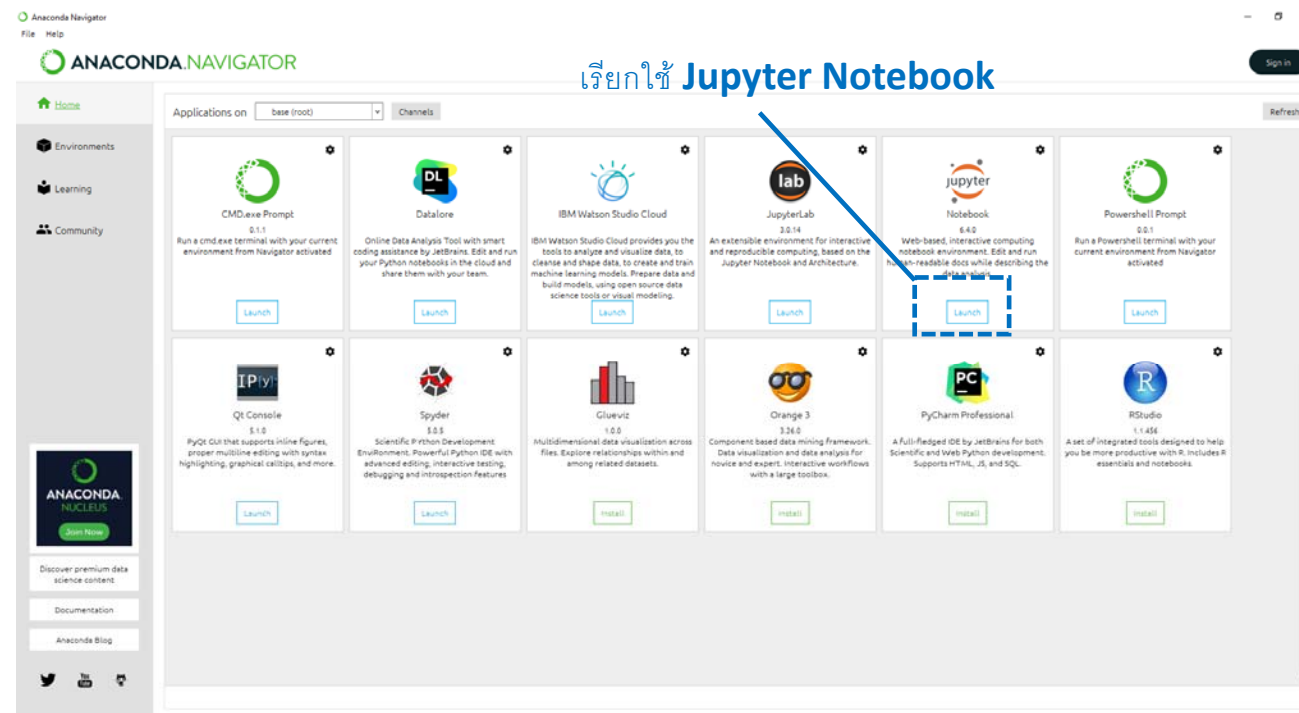 Anaconda Navigator
File Help
ANACONDA.NAVIGATOR
เรียกใช้ Jupyter Notebook
Sign in
Home
Environments
Learning
Community
Applications on base (root) Channels
Refresh
CMD.exe Prompt
0.1.1
Run a cmd.exe terminal with your current
environment from Navigator activated
Launch
DL
Datalore
Online Data Analysis Tool with smart
coding assistance by JetBrains. Edit and run
your Python notebooks in the cloud and
share them with your team.
Launch
IBM Watson Studio Cloud
IBM Watson Studio Cloud provides you the
tools to analyze and visualize data, to
cleanse and shape data, to create and train
machine learning models. Prepare data and
build models, using open source data
science tools or visual modeling.
Launch
lab
JupyterLab
3.0.14
An extensible environment for interactive
and reproducible computing, based on the
Jupyter Notebook and Architecture.
Launch
jupyter
Notebook
6.4.0
Web-based, interactive computing
notebook environment. Edit and run
human-readable docs while describing the
data analysis.
Launch
Powershell Prompt
0.0.1
Run a Powershell terminal with your
current environment from Navigator
activated
Launch
IP[y]:
Qt Console
5.1.0
PyQt GUI that supports inline figures,
proper multiline editing with syntax
highlighting, graphical calltips, and more.
Launch
Spyder
5.0.5
Scientific Python Development
EnviRonment. Powerful Python IDE with
advanced editing, interactive testing,
debugging and introspection features
Launch
Glueviz
1.0.0
Multidimensional data visualization across
files. Explore relationships within and
among related datasets.
Install
Orange 3
3.26.0
Component based data mining framework.
Data visualization and data analysis for
novice and expert. Interactive workflows
with a large toolbox.
Install
PC
PyCharm Professional
A full-fledged IDE by JetBrains for both
Scientific and Web Python development.
Supports HTML, JS, and SQL.
Install
R
RStudio
1.1.456
A set of integrated tools designed to help
you be more productive with R. Includes R
essentials and notebooks.
Install
ANACONDA.
NUCLEUS
Join Now
Discover premium data
science content
Documentation
Anaconda Blog
You
Tube